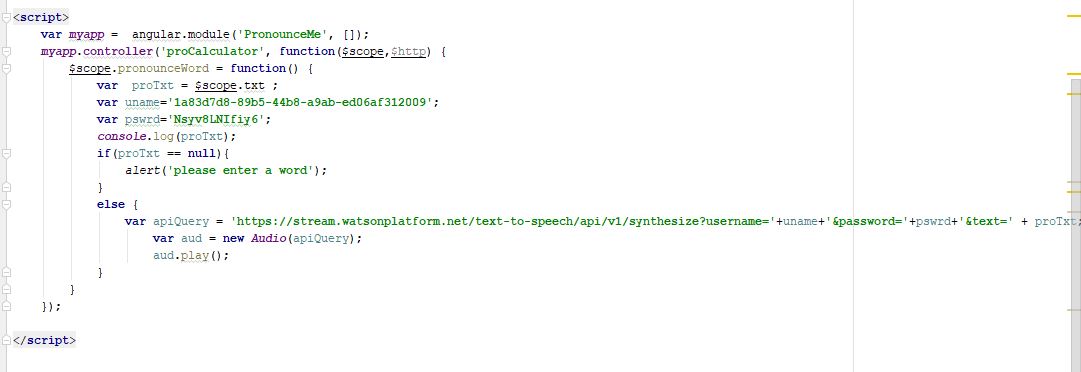 <script>
var myapp =  angular.module('PronounceMe', []);
myapp.controller('proCalculator', function($scope,$http) {
$scope.pronounceWord = function() {
var  proTxt = $scope.txt ;
var uname='1a83d7d8-89b5-44b8-a9ab-ed06af312009';
var pswrd='Nsyv8LNIfiy6';
console.log(proTxt);
if(proTxt == null){
alert('please enter a word');
}
else {
var apiQuery = 'https://stream.watsonplatform.net/text-to-speech/api/v1/synthesize?username='+uname+'&password='+pswrd+'&text=' + proTxt;
var aud = new Audio(apiQuery);
aud.play();
}
}
});
</script>